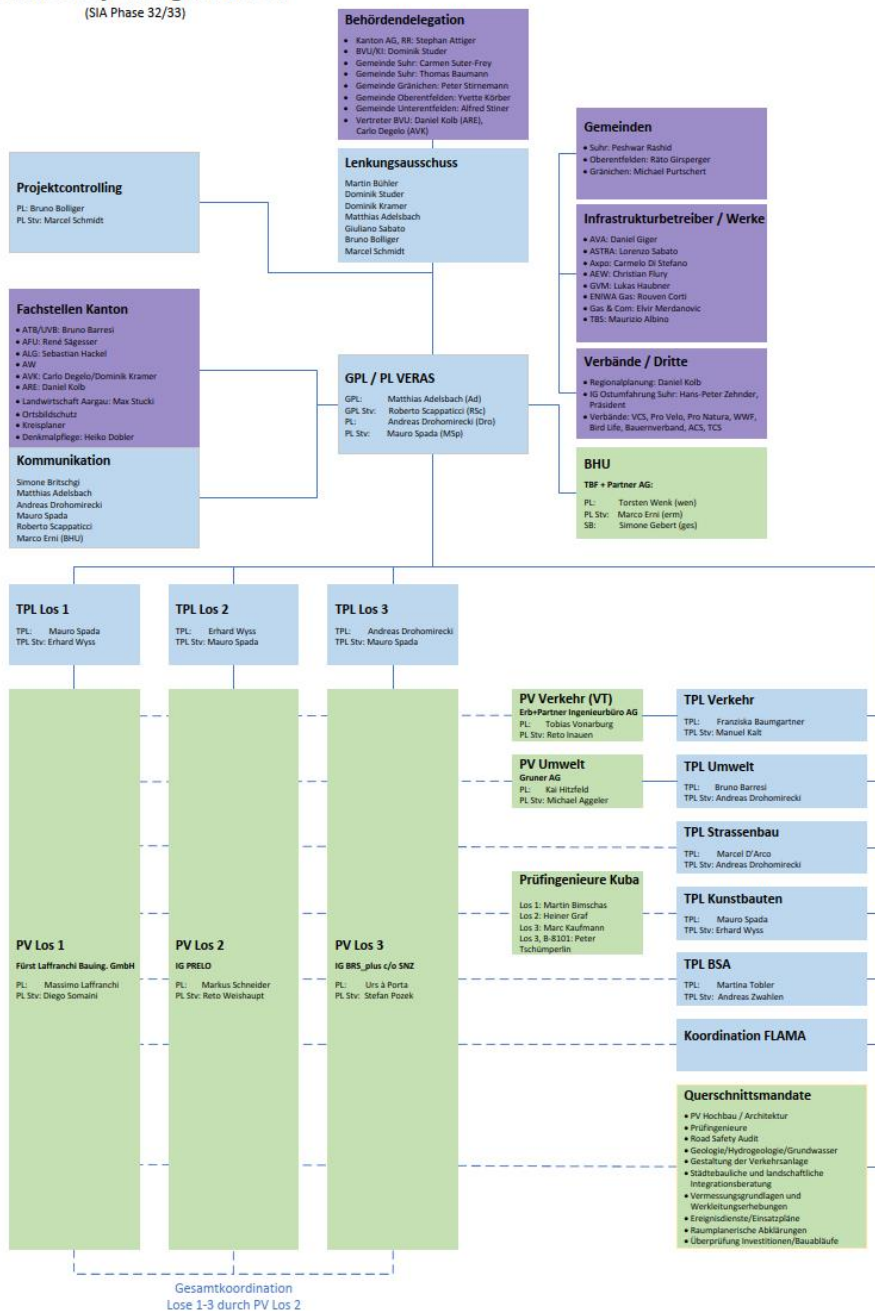 (SIA Phase 32/33)
Behördendelegation
• Kanton AG, RR: Stephan Attiger
• BVU/KI: Dominik Studer
• Gemeinde Suhr: Carmen Suter-Frey
• Gemeinde Suhr: Thomas Baumann
• Gemeinde Gränichen: Peter Stirnemann
• Gemeinde Oberentfelden: Yvette Körber
• Gemeinde Unterentfelden: Alfred Stiner
• Vertreter BVU: Daniel Kolb (ARE),
Carlo Degelo (AVK)
Gemeinden
• Suhr: Peshwar Rashid
• Oberentfelden: Räto Girsperger
• Gränichen: Michael Purtschert
Projektcontrolling
PL: Bruno Bolliger
PL Stv: Marcel Schmidt
Lenkungsausschuss
Martin Bühler
Dominik Studer
Dominik Kramer
Matthias Adelsbach
Giuliano Sabato
Bruno Bolliger
Marcel Schmidt
Infrastrukturbetreiber / Werke
• AVA: Daniel Giger
• ASTRA: Lorenzo Sabato
• Axpo: Carmelo Di Stefano
• AEW: Christian Flury
• GVM: Lukas Haubner
• ENIWA Gas: Rouven Corti
• Gas & Com: Elvir Merdanovic
• TBS: Maurizio Albino
Fachstellen Kanton
• ATB/UVB: Bruno Barresi
• AFU: René Sägesser
• ALG: Sebastian Hackel
• AW
• AVK: Carlo Degelo/Dominik Kramer
• ARE: Daniel Kolb
• Landwirtschaft Aargau: Max Stucki
• Ortsbildschutz
• Kreisplaner
• Denkmalpflege: Heiko Dobler
GPL / PL VERAS
GPL: Matthias Adelsbach (Ad)
GPL Stv: Roberto Scappaticci (RSc)
PL: Andreas Drohomirecki (Dro)
PL Stv: Mauro Spada (MSp)
Verbände / Dritte
• Regionalplanung: Daniel Kolb
• IG Ostumfahrung Suhr: Hans-Peter Zehnder,
Präsident
• Verbände: VCS, Pro Velo, Pro Natura, WWF,
Bird Life, Bauernverband, ACS, TCS
Kommunikation
Simone Britschgi
Matthias Adelsbach
Andreas Drohomirecki
Mauro Spada
Roberto Scappaticci
Marco Erni (BHU)
BHU
TBF + Partner AG:
PL: Torsten Wenk (wen)
PL Stv: Marco Erni (erm)
SB: Simone Gebert (ges)
TPL Los 1
TPL: Mauro Spada
TPL Stv: Erhard Wyss
TPL Los 2
TPL: Erhard Wyss
TPL Stv: Mauro Spada
TPL Los 3
TPL: Andreas Drohomirecki
TPL Stv: Mauro Spada
PV Verkehr (VT)
Erb+Partner Ingenieurbüro AG
PL: Tobias Vonarburg
PL Stv: Reto Inauen
TPL Verkehr
TPL: Franziska Baumgartner
TPL Stv: Manuel Kalt
PV Umwelt
Gruner AG
PL: Kai Hitzfeld
PL Stv: Michael Aggeler
TPL Umwelt
TPL: Bruno Barresi
TPL Stv: Andreas Drohomirecki
TPL Strassenbau
TPL: Marcel D'Arco
TPL Stv: Andreas Drohomirecki
Prüfingenieure Kuba
Los 1: Martin Bimschas
Los 2: Heiner Graf
Los 3: Marc Kaufmann
Los 3, B-8101: Peter
Tschümperlin
TPL Kunstbauten
TPL: Mauro Spada
TPL Stv: Erhard Wyss
PV Los 1
Fürst Laffranchi Bauing. GmbH
PL: Massimo Laffranchi
PL Stv: Diego Somaini
PV Los 2
IG PRELO
PL: Markus Schneider
PL Stv: Reto Weishaupt
PV Los 3
IG BRS_plus c/o SNZ
PL: Urs à Porta
PL Stv: Stefan Pozek
TPL BSA
TPL: Martina Tobler
TPL Stv: Andreas Zwahlen
Koordination FLAMA
Querschnittsmandate
• PV Hochbau / Architektur
• Prüfingenieure
• Road Safety Audit
• Geologie/Hydrogeologie/Grundwasser
• Gestaltung der Verkehrsanlage
• Städtebauliche und landschaftliche
Integrationsberatung
• Vermessungsgrundlagen und
Werkleitungserhebungen
• Ereignisdienste/Einsatzpläne
• Raumplanerische Abklärungen
• Überprüfung Investitionen/Bauabläufe
Gesamtkoordination
Lose 1-3 durch PV Los 2